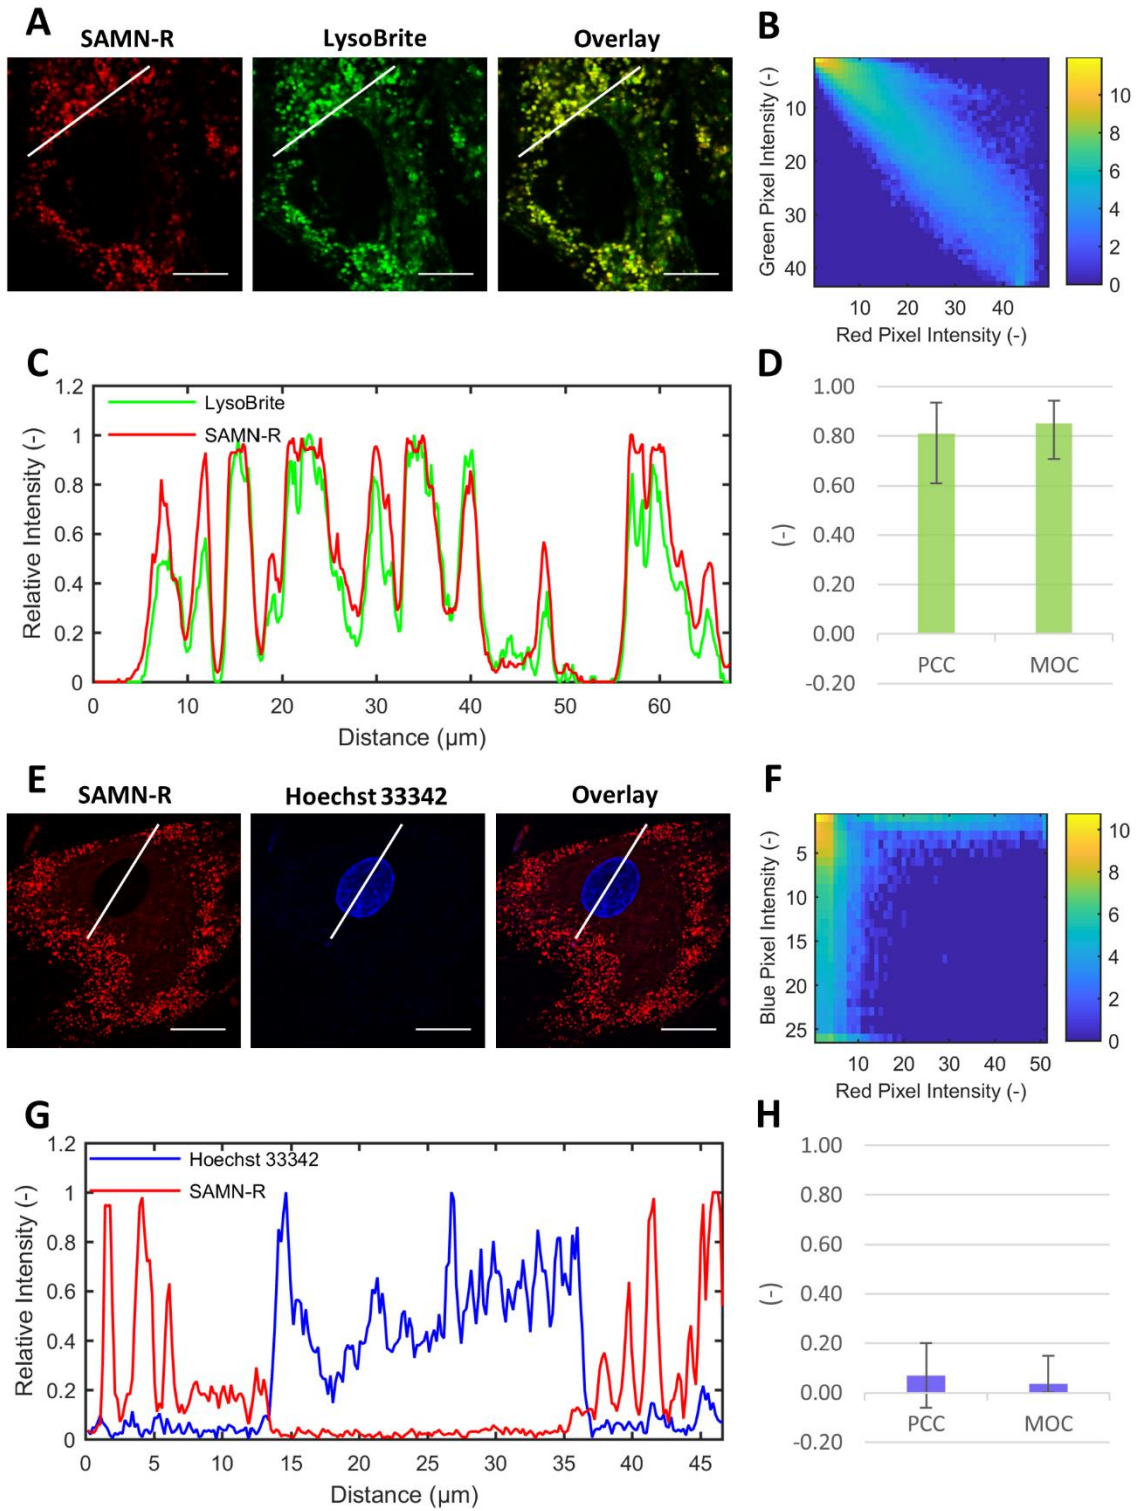 A
SAMN-R
LysoBrite
Overlay
B
Green Pixel Intensity (-)
10
20
30
40
10
20
30
40
Red Pixel Intensity (-)
10
8
6
4
2
0
C
Relative Intensity (-)
1.2
1
0.8
0.6
0.4
0.2
0
LysoBrite
SAMN-R
0
10
20
30
40
50
60
Distance (µm)
D
(-)
1.00
0.80
0.60
0.40
0.20
0.00
-0.20
PCC
MOC
E
SAMN-R
Hoechst 33342
Overlay
F
Blue Pixel Intensity (-)
5
10
15
20
25
10
20
30
40
50
Red Pixel Intensity (-)
10
8
6
4
2
0
G
Relative Intensity (-)
1.2
1
0.8
0.6
0.4
0.2
0
Hoechst 33342
SAMN-R
0
5
10
15
20
25
30
35
40
45
Distance (µm)
H
(-)
1.00
0.80
0.60
0.40
0.20
0.00
-0.20
PCC
MOC